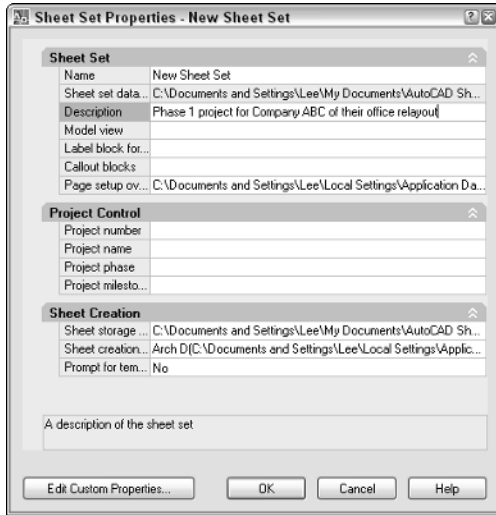 Sheet Set Properties - New Sheet Set
Sheet Set
Name New Sheet Set
Sheet set data... C:\Documents and Settings\Lee\My Documents\AutoCAD Sh...
Description Phase 1 project for Company ABC of their office relayout
Model view
Label block for...
Callout blocks
Page setup ov... C:\Documents and Settings\Lee\Local Settings\Application Da...
Project Control
Project number
Project name
Project phase
Project milesto...
Sheet Creation
Sheet storage ... C:\Documents and Settings\Lee\My Documents\AutoCAD Sh...
Sheet creation... Arch D(C:\Documents and Settings\Lee\Local Settings\Applic...
Prompt for tem... No
A description of the sheet set
Edit Custom Properties... OK Cancel Help